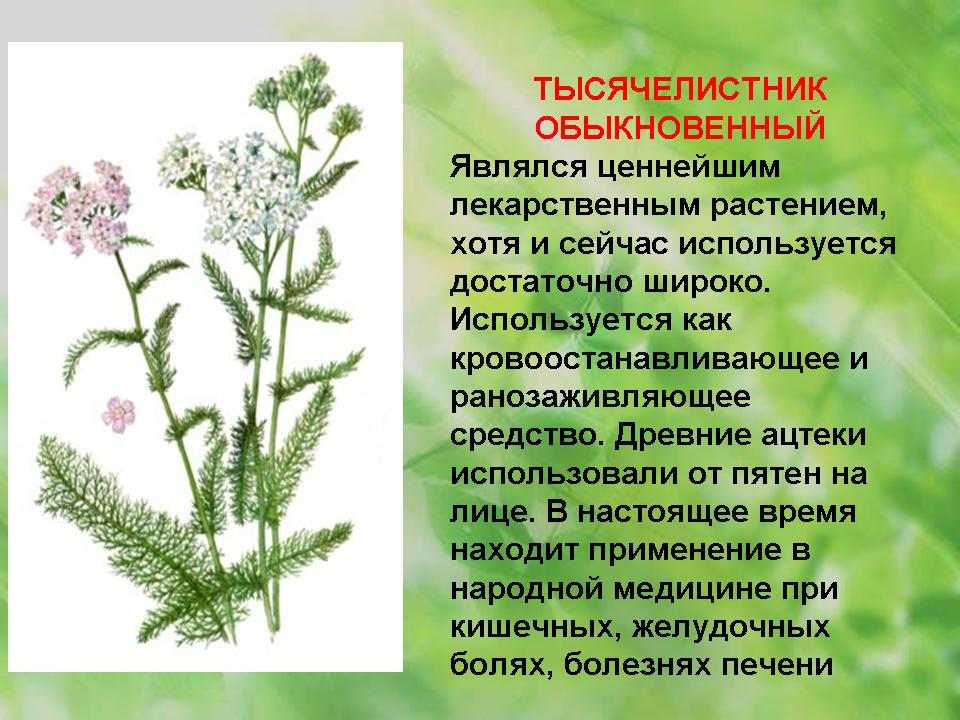 ТЫСЯЧЕЛИСТНИК
ОБЫКНОВЕННЫЙ
Являлся ценнейшим
лекарственным растением,
хотя и сейчас используется
достаточно широко.
Используется как
кровоостанавливающее и
ранозаживляющее
средство. Древние ацтеки
использовали от пятен на
лице. В настоящее время
находит применение в
народной медицине при
кишечных, желудочных
болях, болезнях печени